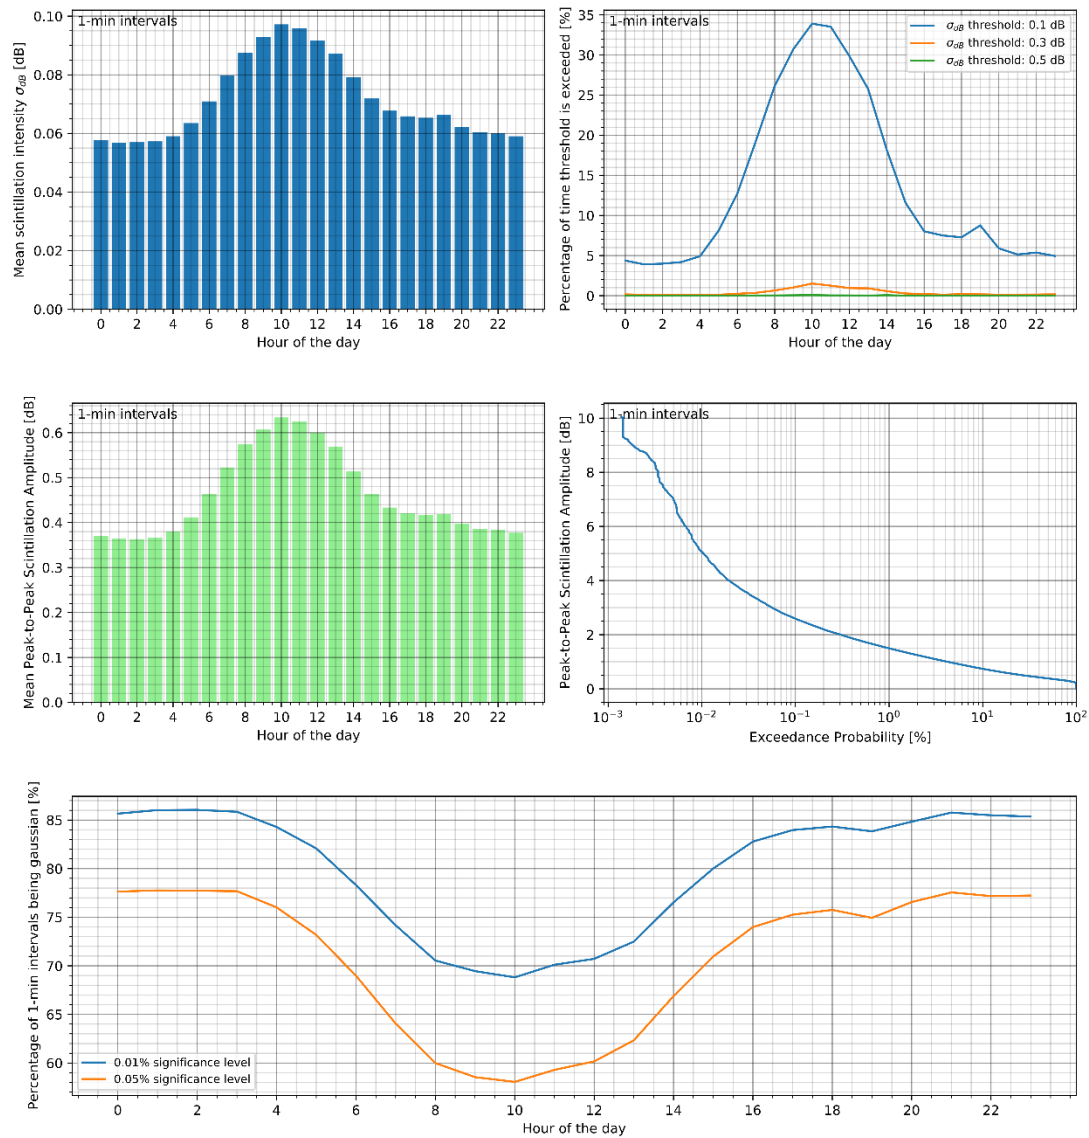 1-min intervals
Mean scintillation intensity σdB [dB]
0.10
0.08
0.06
0.04
0.02
0.00
0 2 4 6 8 10 12 14 16 18 20 22
Hour of the day
1-min intervals
Percentage of time threshold is exceeded [%]
35
30
25
20
15
10
5
0
σdB threshold: 0.1 dB
σdB threshold: 0.3 dB
σdB threshold: 0.5 dB
0 2 4 6 8 10 12 14 16 18 20 22
Hour of the day
1-min intervals
Mean Peak-to-Peak Scintillation Amplitude [dB]
0.6
0.5
0.4
0.3
0.2
0.1
0.0
0 2 4 6 8 10 12 14 16 18 20 22
Hour of the day
1-min intervals
Peak-to-Peak Scintillation Amplitude [dB]
10
8
6
4
2
0
10⁻³ 10⁻² 10⁻¹ 10⁰ 10¹ 10²
Exceedance Probability [%]
Percentage of 1-min intervals being gaussian [%]
85
80
75
70
65
60
0.01% significance level
0.05% significance level
0 2 4 6 8 10 12 14 16 18 20 22
Hour of the day